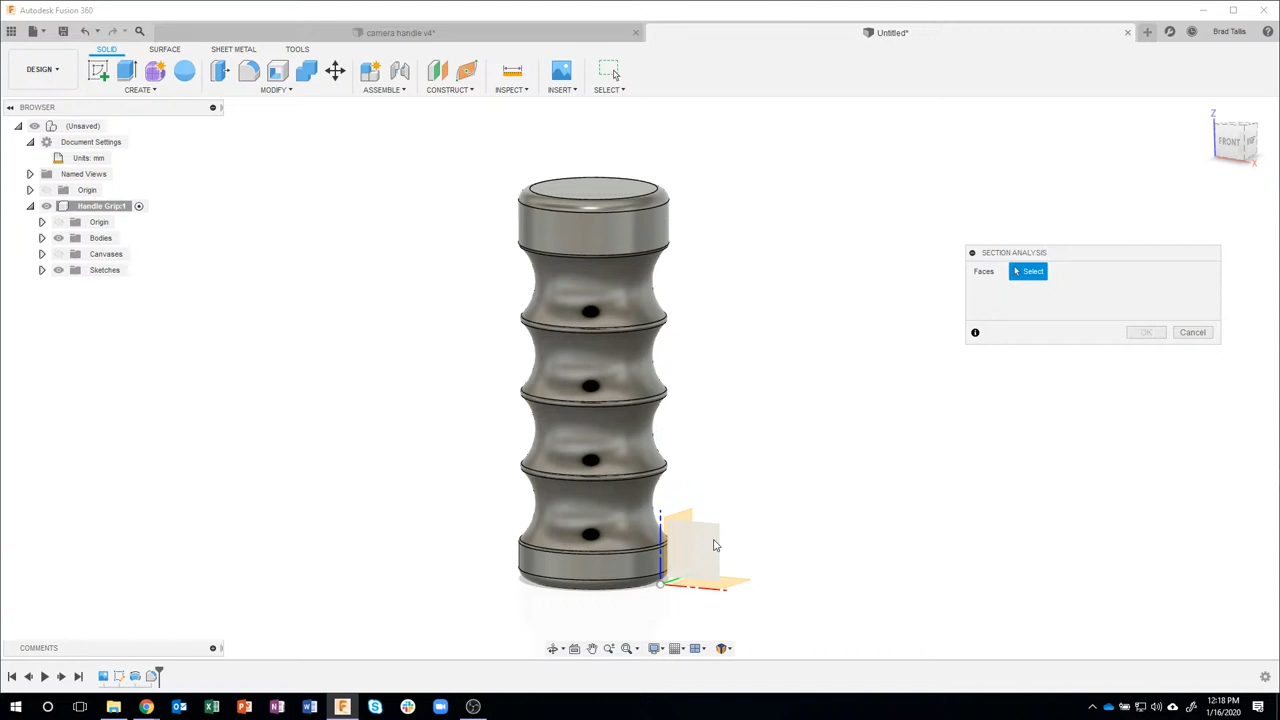 Autodesk Fusion 360
camera handle v4*
Untitled*
Brad Tallis
DESIGN
SOLID
SURFACE
SHEET METAL
TOOLS
CREATE
MODIFY
ASSEMBLE
CONSTRUCT
INSPECT
INSERT
SELECT
BROWSER
(Unsaved)
Document Settings
Units: mm
Named Views
Origin
Handle Grip:1
Origin
Bodies
Canvases
Sketches
Z
FRONT
X
SECTION ANALYSIS
Faces
Select
OK
Cancel
COMMENTS
12:18 PM
1/16/2020